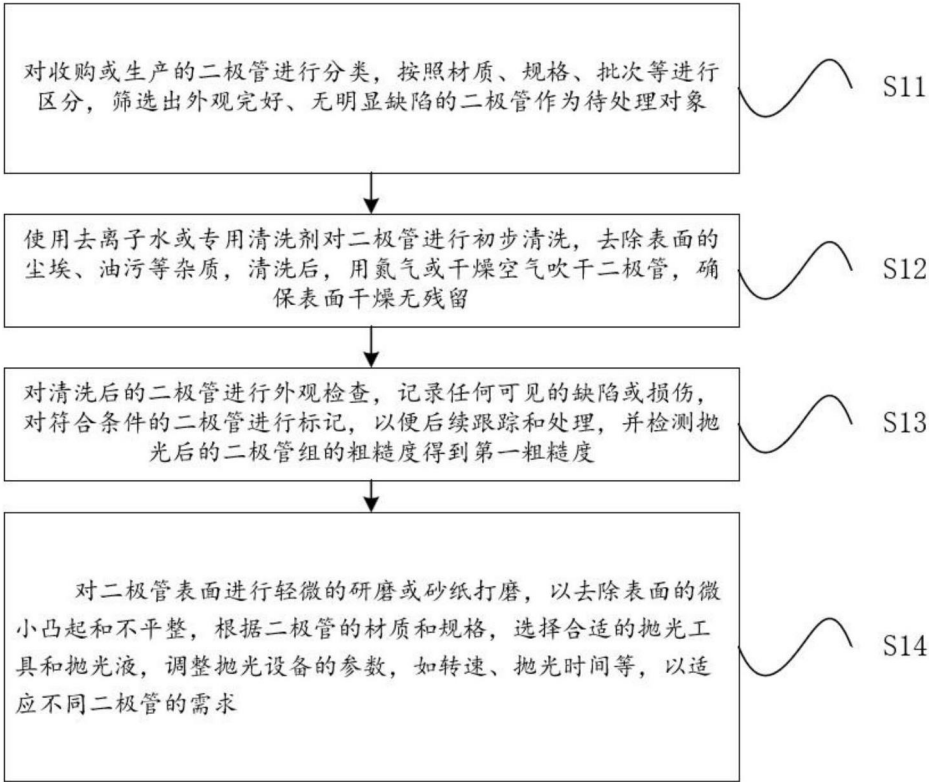 对收购或生产的二极管进行分类，按照材质、规格、批次等进行
区分，筛选出外观完好、无明显缺陷的二极管作为待处理对象
S11
使用去离子水或专用清洗剂对二极管进行初步清洗，去除表面的
尘埃、油污等杂质，清洗后，用氮气或干燥空气吹干二极管，确
保表面干燥无残留
S12
对清洗后的二极管进行外观检查，记录任何可见的缺陷或损伤，
对符合条件的二极管进行标记，以便后续跟踪和处理，并检测抛
光后的二极管组的粗糙度得到第一粗糙度
S13
对二极管表面进行轻微的研磨或砂纸打磨，以去除表面的微
小凸起和不平整，根据二极管的材质和规格，选择合适的抛光工
具和抛光液，调整抛光设备的参数，如转速、抛光时间等，以适
应不同二极管的需求
S14